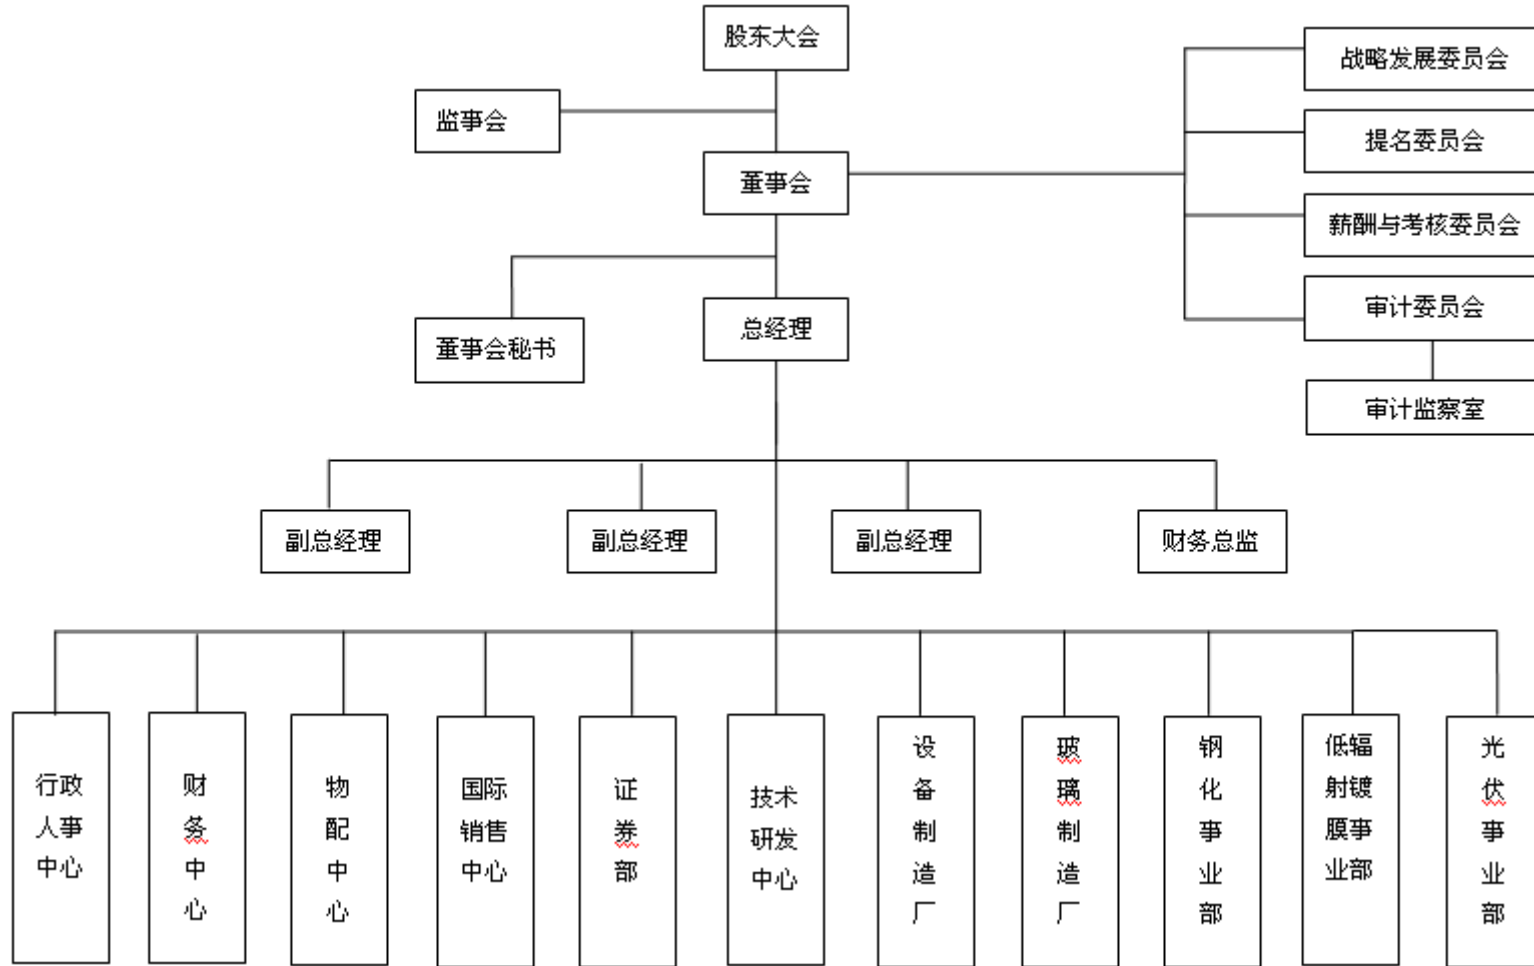 股东大会
战略发展委员会
监事会
提名委员会
董事会
薪酬与考核委员会
审计委员会
总经理
董事会秘书
审计监察室
副总经理
副总经理
副总经理
财务总监
行政
人事
中心
财
务
中
心
物
配
中
心
国际
销售
中心
证
券
部
技术
研发
中心
设
备
制
造
厂
玻
璃
制
造
厂
钢
化
事
业
部
低辐
射镀
膜事
业部
光
伏
事
业
部